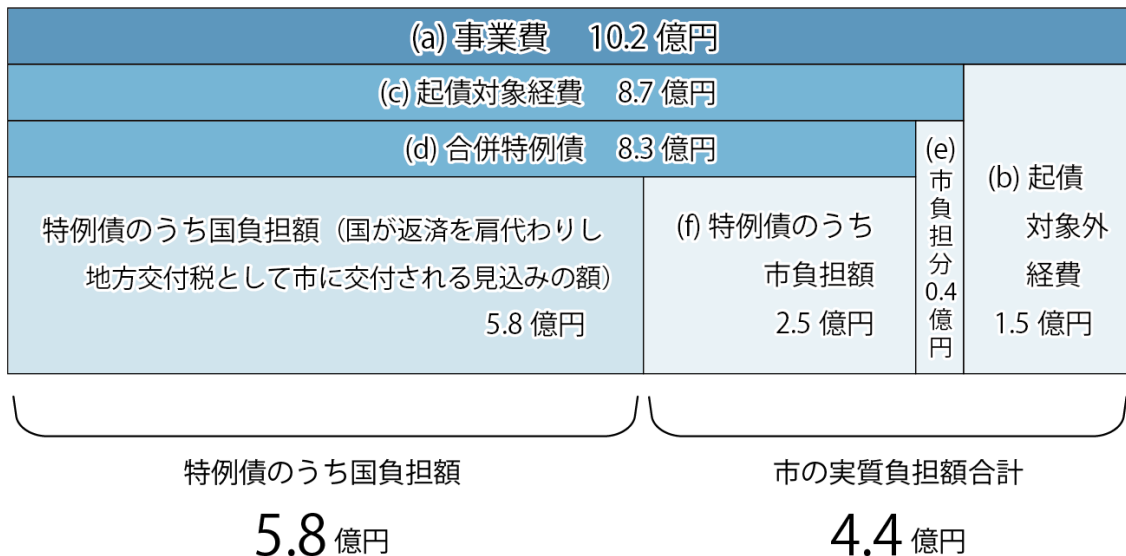 (a) 事業費 10.2 億円
(c) 起債対象経費 8.7 億円
(d) 合併特例債 8.3 億円
特例債のうち国負担額（国が返済を肩代わりし
地方交付税として市に交付される見込みの額）
5.8 億円
(f) 特例債のうち
市負担額
2.5 億円
(e)市負担分0.4億円
(b) 起債
対象外
経費
1.5 億円
特例債のうち国負担額
5.8 億円
市の実質負担額合計
4.4 億円